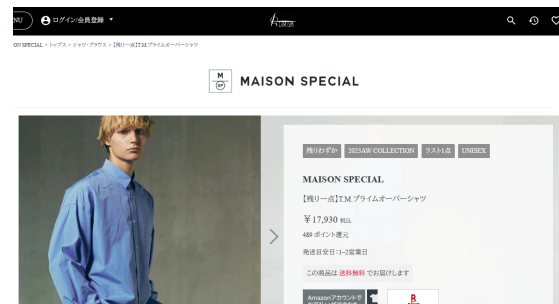 NU
ログイン/会員登録
ON SPECIAL > トップス > シャツ・ブラウス > 【残り一点】T.M.プライムオーバーシャツ
M
SP
MAISON SPECIAL
残りわずか
2023AW COLLECTION
ラスト1点
UNISEX
MAISON SPECIAL
【残り一点】T.M.プライムオーバーシャツ
￥17,930 税込
489 ポイント還元
発送目安日：1~2営業日
この商品は 送料無料 でお届けします
Amazonアカウントで
R